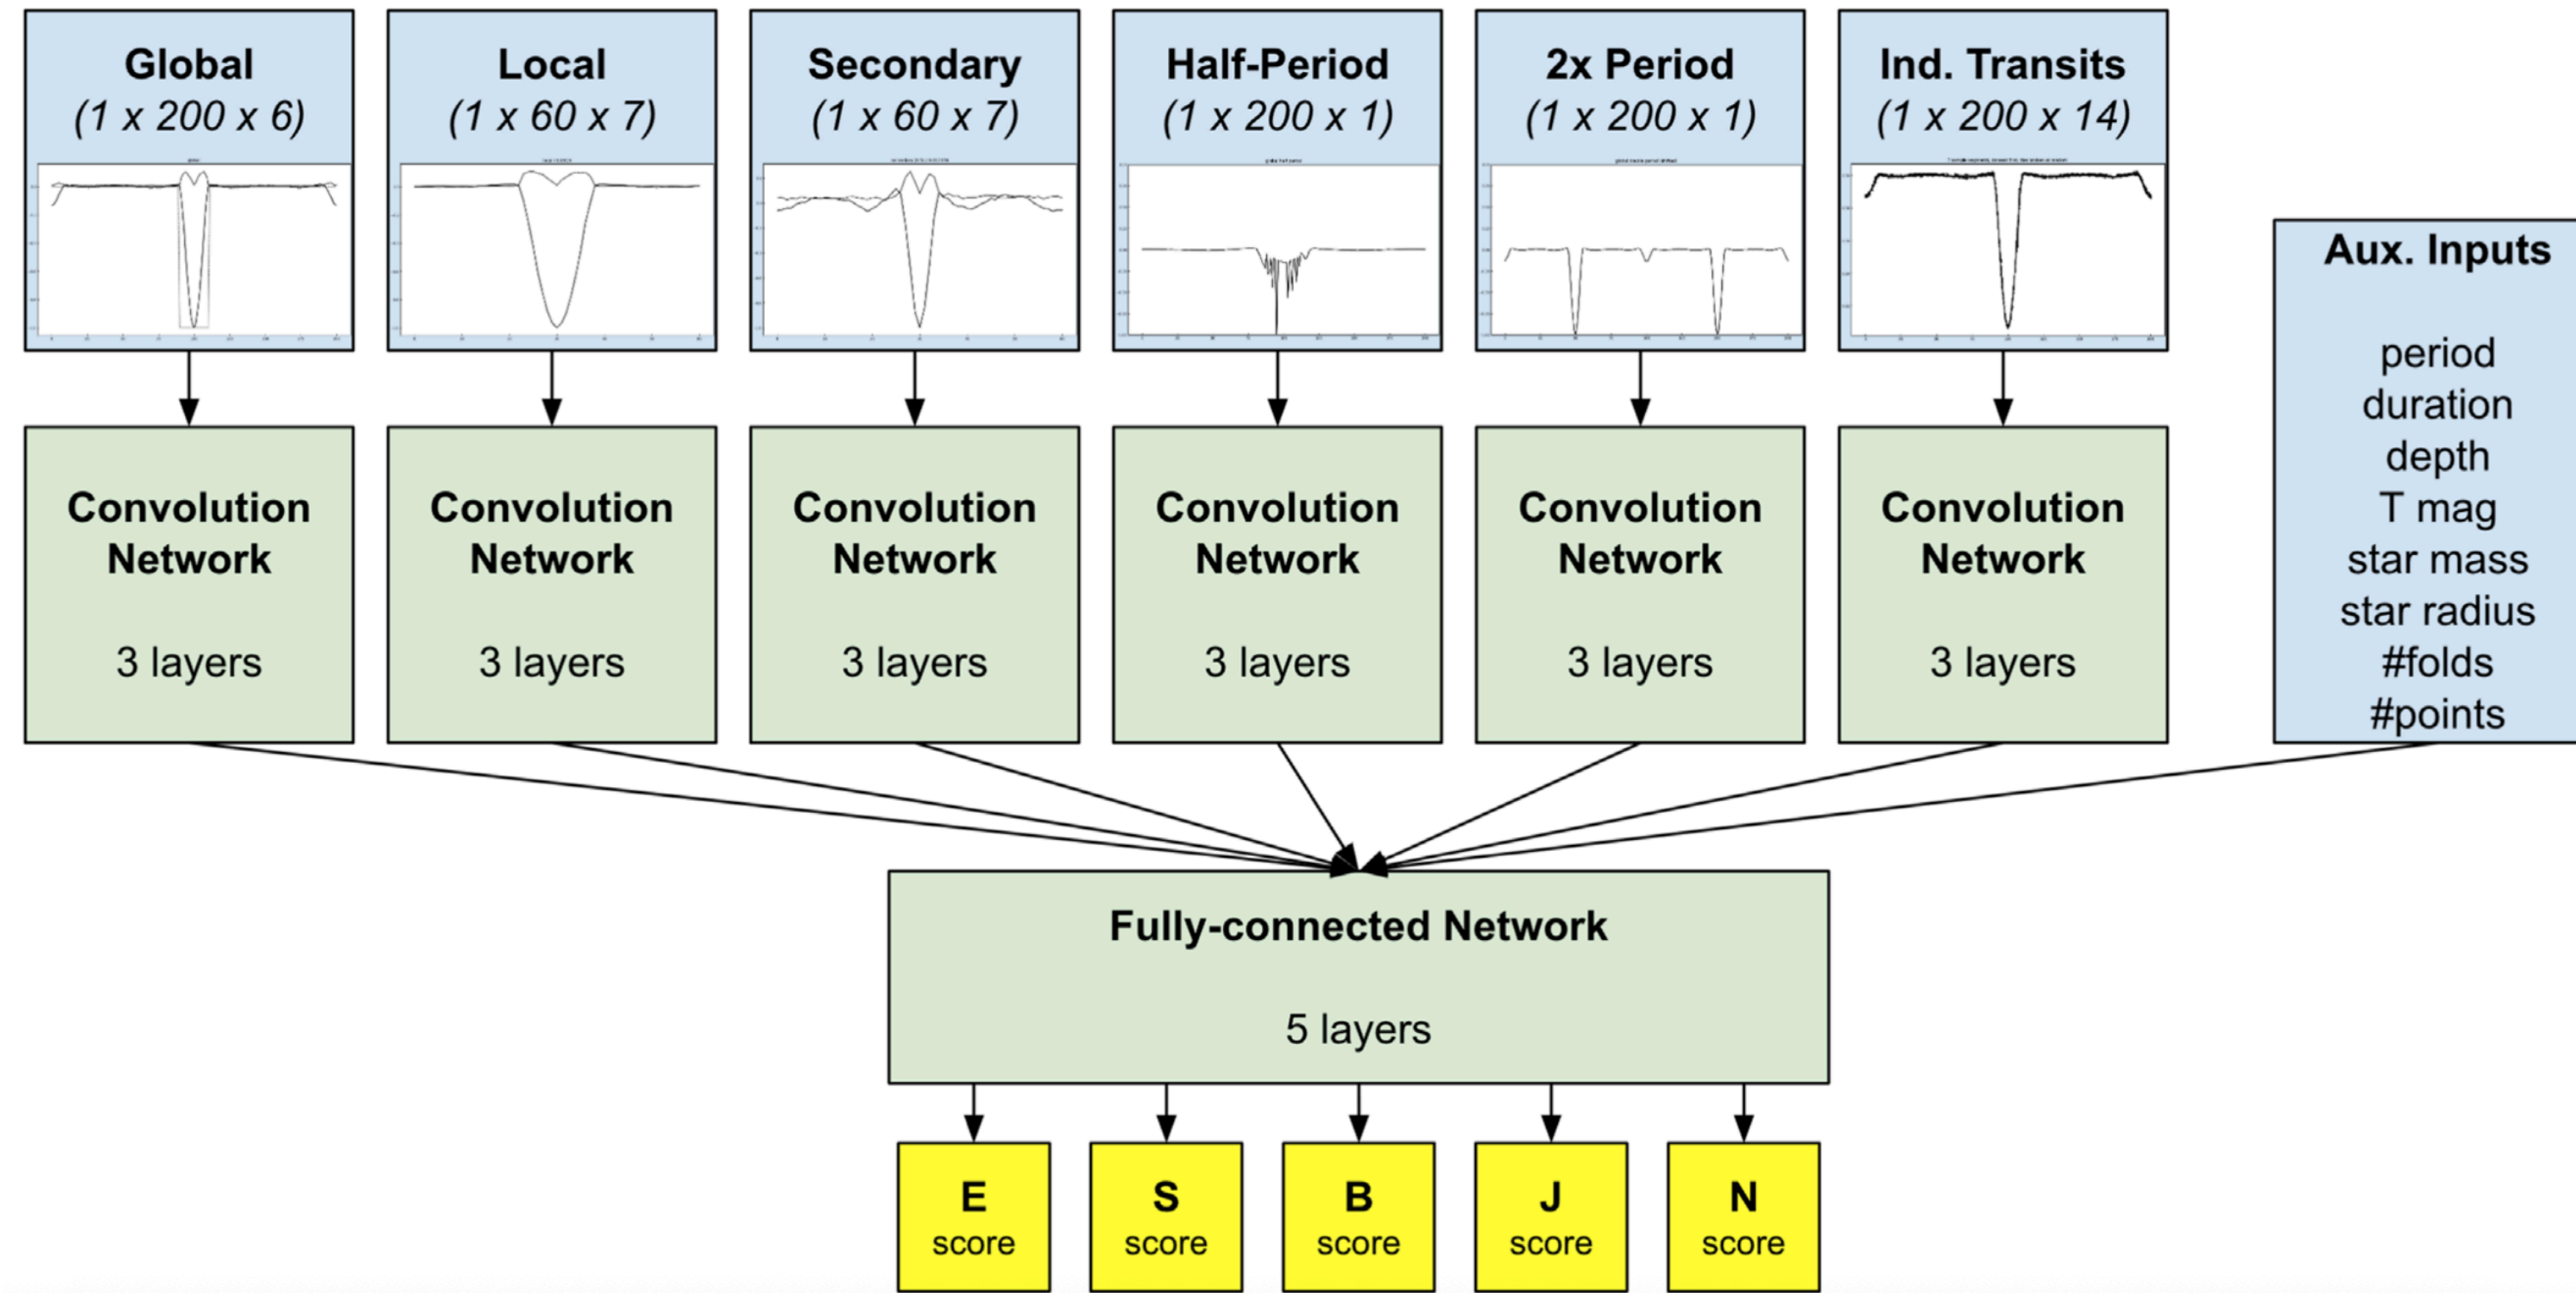 Global
(1 x 200 x 6)
Local
(1 x 60 x 7)
Secondary
(1 x 60 x 7)
Half-Period
(1 x 200 x 1)
2x Period
(1 x 200 x 1)
Ind. Transits
(1 x 200 x 14)
Aux. Inputs
period
duration
depth
T mag
star mass
star radius
#folds
#points
Convolution
Network
3 layers
Convolution
Network
3 layers
Convolution
Network
3 layers
Convolution
Network
3 layers
Convolution
Network
3 layers
Convolution
Network
3 layers
Fully-connected Network
5 layers
E
score
S
score
B
score
J
score
N
score